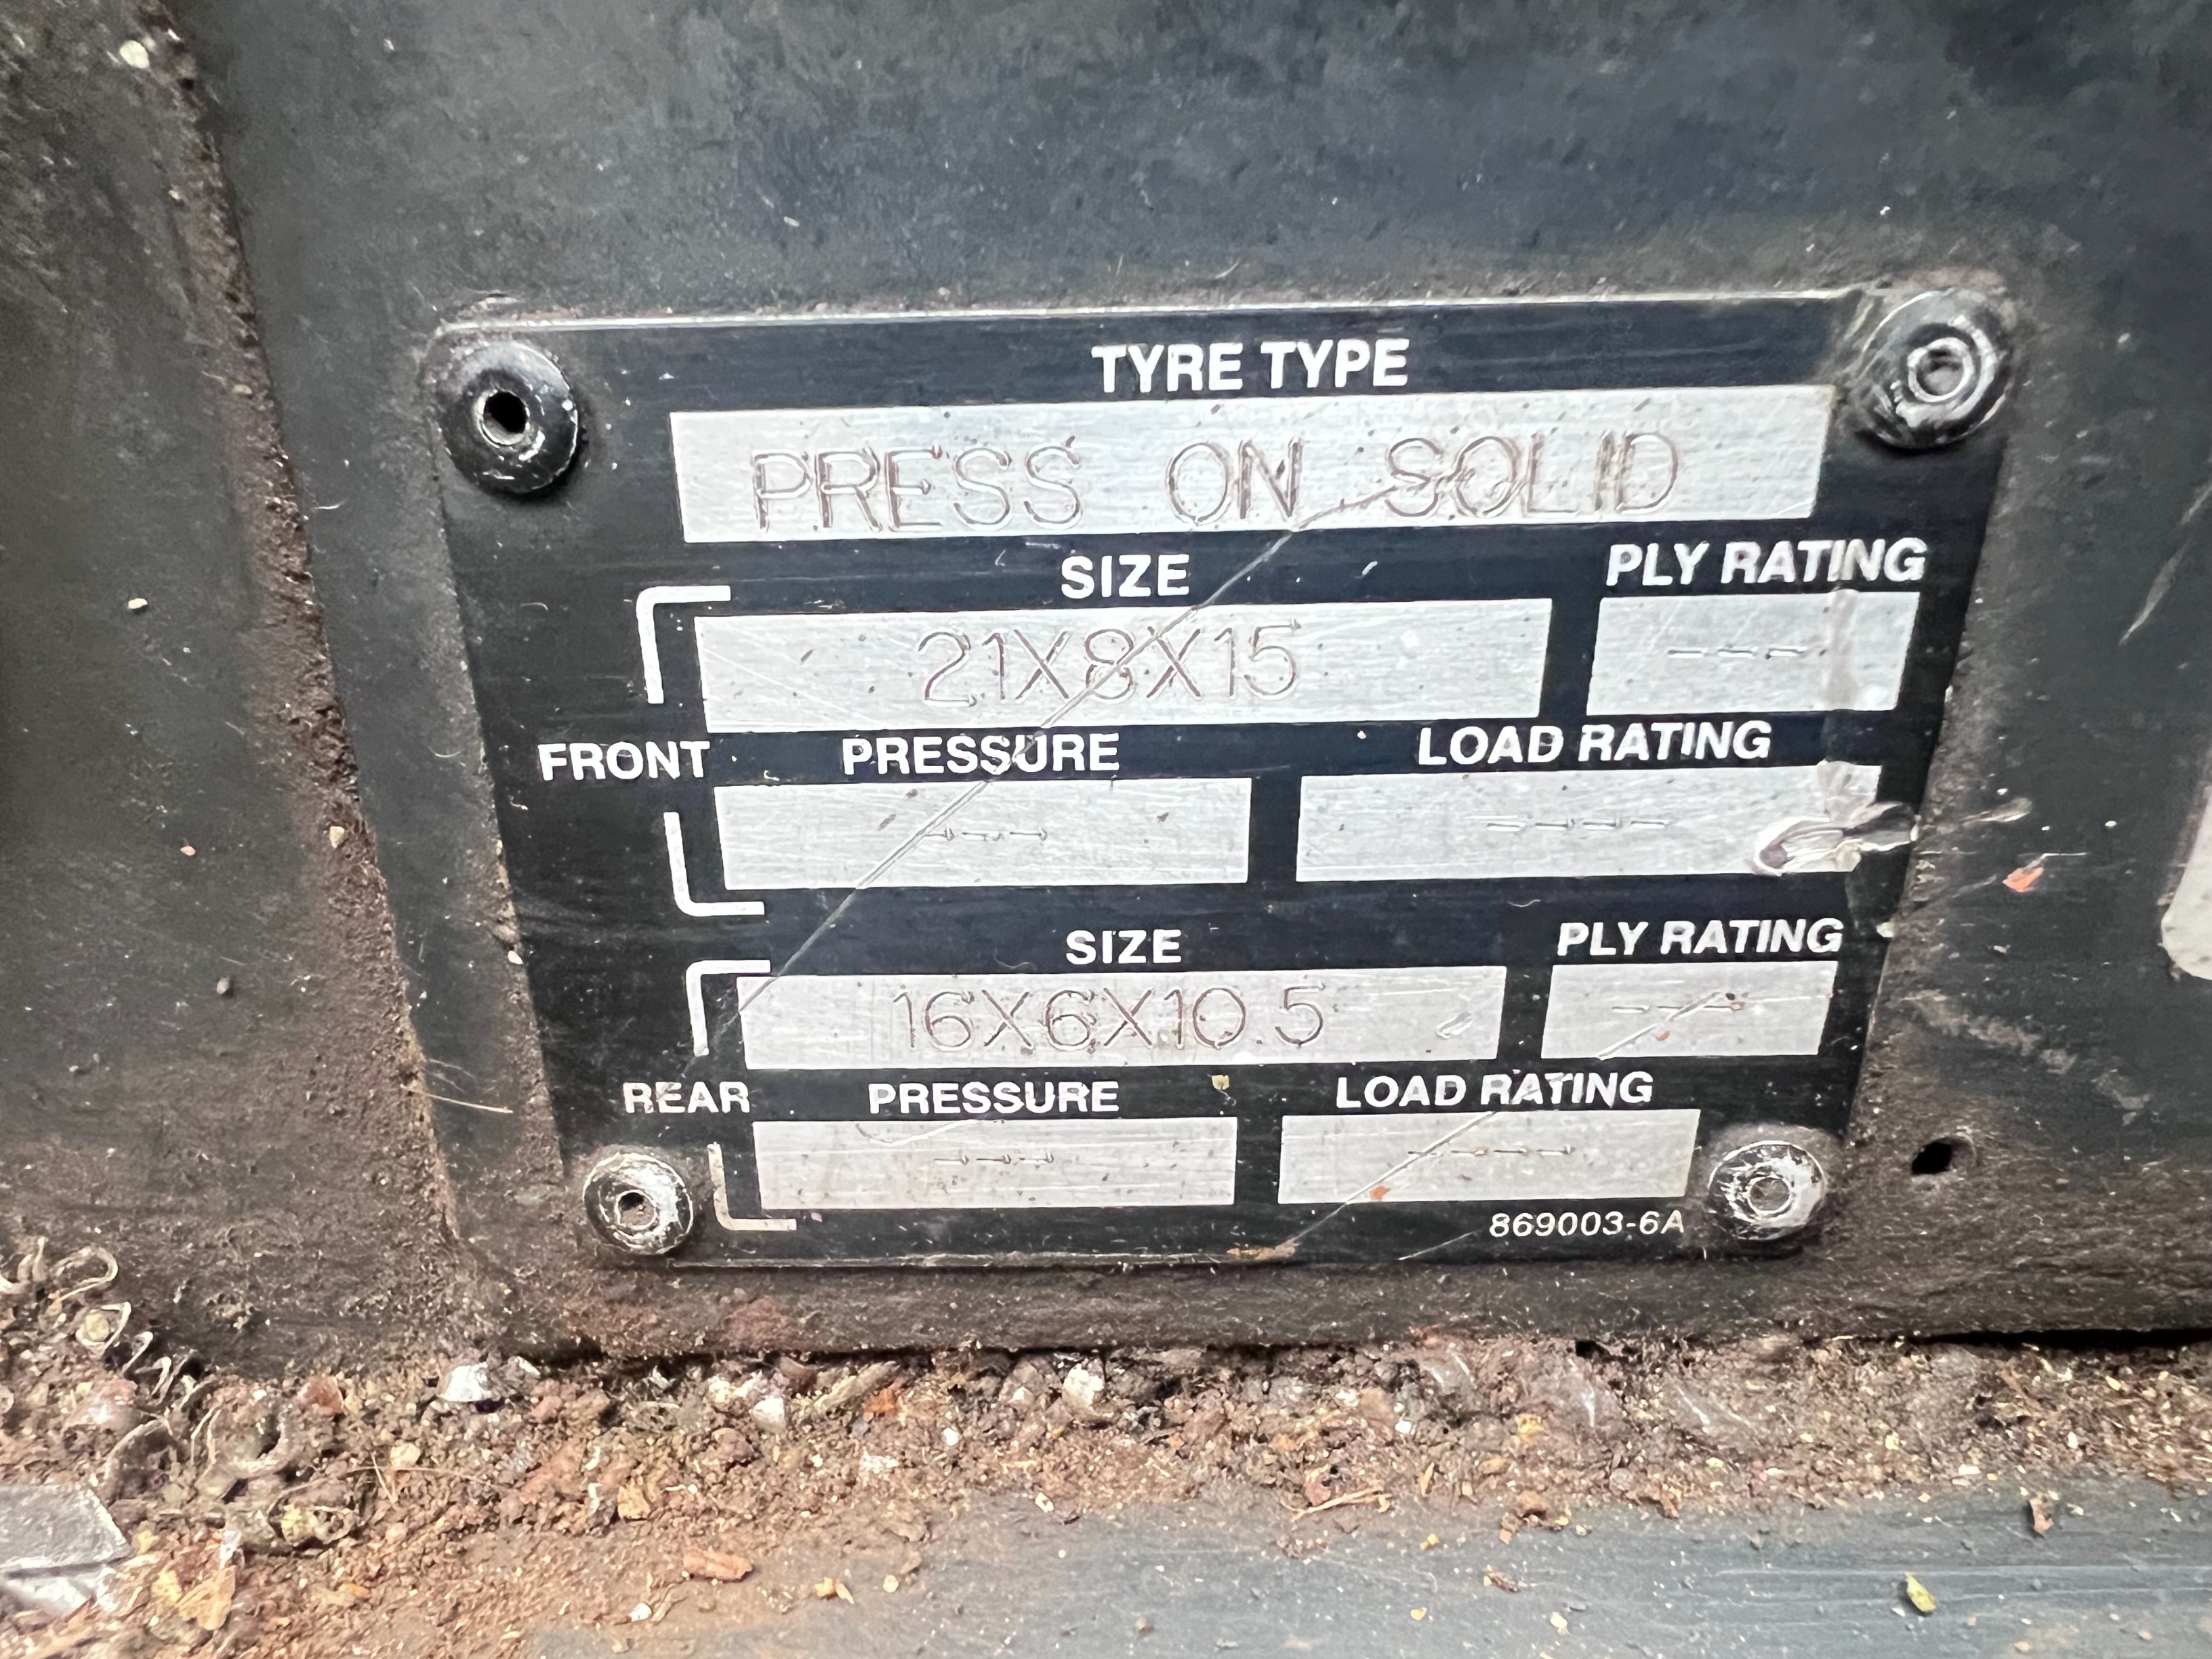 TYRE TYPE
PRESS ON SOLID
SIZE PLY RATING
21X8X15 ---
FRONT PRESSURE LOAD RATING
--- ----
SIZE PLY RATING
16X6X10.5 ---
REAR PRESSURE LOAD RATING
--- ----
869003-6A